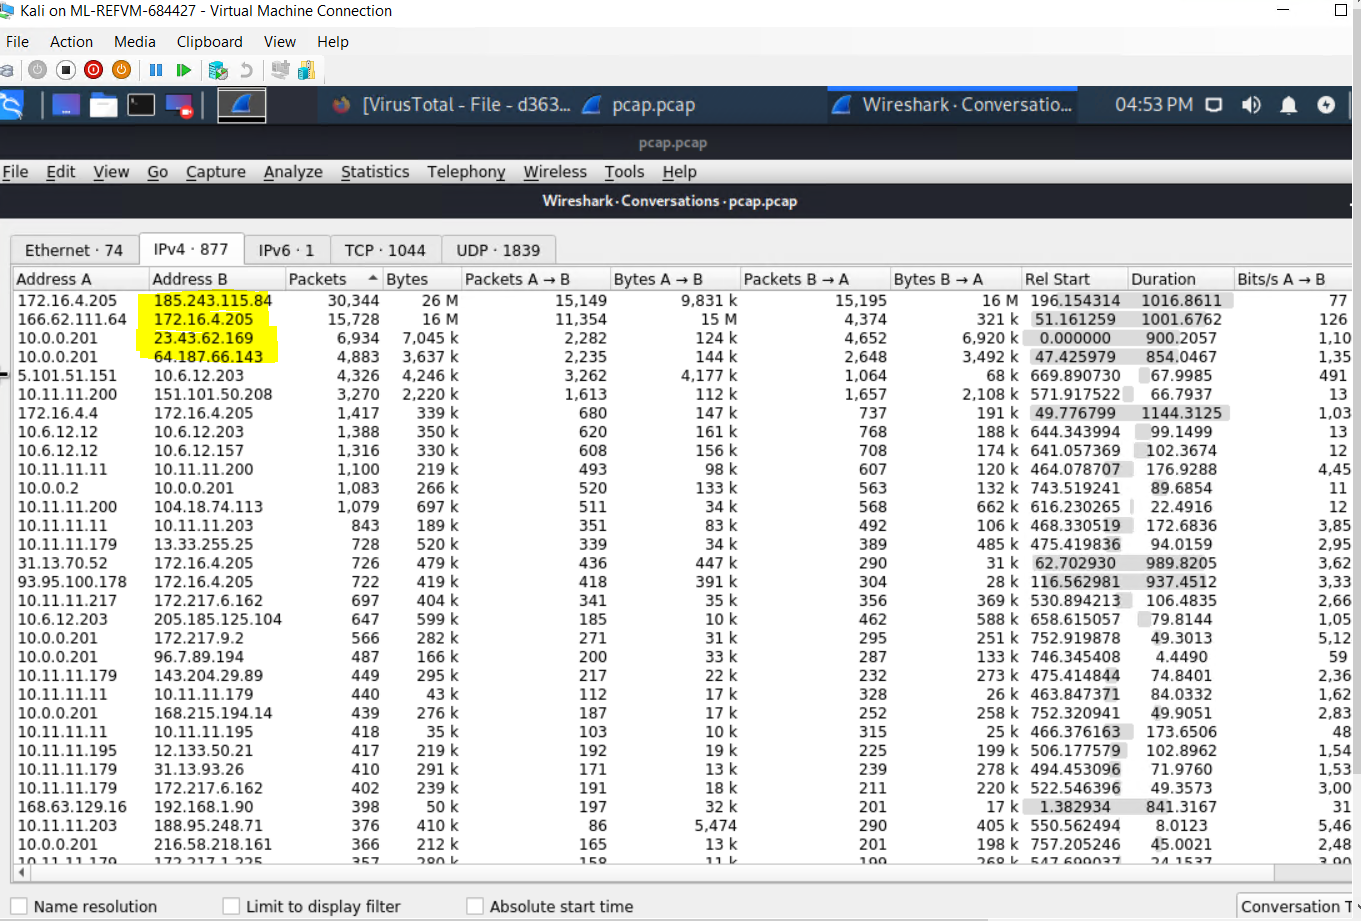 Kali on ML-REFVM-684427 - Virtual Machine Connection
File Action Media Clipboard View Help
[VirusTotal - File - d363... pcap.pcap Wireshark · Conversatio... 04:53 PM
pcap.pcap
File Edit View Go Capture Analyze Statistics Telephony Wireless Tools Help
Wireshark · Conversations · pcap.pcap
Ethernet · 74 IPv4 · 877 IPv6 · 1 TCP · 1044 UDP · 1839
Address A Address B Packets Bytes Packets A → B Bytes A → B Packets B → A Bytes B → A Rel Start Duration Bits/s A → B
172.16.4.205 185.243.115.84 30,344 26 M 15,149 9,831 k 15,195 16 M 196.154314 1016.8611 77
166.62.111.64 172.16.4.205 15,728 16 M 11,354 15 M 4,374 321 k 51.161259 1001.6762 126
10.0.0.201 23.43.62.169 6,934 7,045 k 2,282 124 k 4,652 6,920 k 0.000000 900.2057 1,10
10.0.0.201 64.187.66.143 4,883 3,637 k 2,235 144 k 2,648 3,492 k 47.425979 854.0467 1,35
5.101.51.151 10.6.12.203 4,326 4,246 k 3,262 4,177 k 1,064 68 k 669.890730 67.9985 491
10.11.11.200 151.101.50.208 3,270 2,220 k 1,613 112 k 1,657 2,108 k 571.917522 66.7937 13
172.16.4.4 172.16.4.205 1,417 339 k 680 147 k 737 191 k 49.776799 1144.3125 1,03
10.6.12.12 10.6.12.203 1,388 350 k 620 161 k 768 188 k 644.343994 99.1499 13
10.6.12.12 10.6.12.157 1,316 330 k 608 156 k 708 174 k 641.057369 102.3674 12
10.11.11.11 10.11.11.200 1,100 219 k 493 98 k 607 120 k 464.078707 176.9288 4,45
10.0.0.2 10.0.0.201 1,083 266 k 520 133 k 563 132 k 743.519241 89.6854 11
10.11.11.200 104.18.74.113 1,079 697 k 511 34 k 568 662 k 616.230265 22.4916 12
10.11.11.11 10.11.11.203 843 189 k 351 83 k 492 106 k 468.330519 172.6836 3,85
10.11.11.179 13.33.255.25 728 520 k 339 34 k 389 485 k 475.419836 94.0159 2,95
31.13.70.52 172.16.4.205 726 479 k 436 447 k 290 31 k 62.702930 989.8205 3,62
93.95.100.178 172.16.4.205 722 419 k 418 391 k 304 28 k 116.562981 937.4512 3,33
10.11.11.217 172.217.6.162 697 404 k 341 35 k 356 369 k 530.894213 106.4835 2,66
10.6.12.203 205.185.125.104 647 599 k 185 10 k 462 588 k 658.615057 79.8144 1,05
10.0.0.201 172.217.9.2 566 282 k 271 31 k 295 251 k 752.919878 49.3013 5,12
10.0.0.201 96.7.89.194 487 166 k 200 33 k 287 133 k 746.345408 4.4490 59
10.11.11.179 143.204.29.89 449 295 k 217 22 k 232 273 k 475.414844 74.8401 2,36
10.11.11.11 10.11.11.179 440 43 k 112 17 k 328 26 k 463.847371 84.0332 1,62
10.0.0.201 168.215.194.14 439 276 k 187 17 k 252 258 k 752.320941 49.9051 2,83
10.11.11.11 10.11.11.195 418 35 k 103 10 k 315 25 k 466.376163 173.6506 48
10.11.11.195 12.133.50.21 417 219 k 192 19 k 225 199 k 506.177579 102.8962 1,54
10.11.11.179 31.13.93.26 410 291 k 171 13 k 239 278 k 494.453096 71.9760 1,53
10.11.11.179 172.217.6.162 402 239 k 191 18 k 211 220 k 522.546396 49.3573 3,00
168.63.129.16 192.168.1.90 398 50 k 197 32 k 201 17 k 1.382934 841.3167 31
10.11.11.203 188.95.248.71 376 410 k 86 5,474 290 405 k 550.562494 8.0123 5,46
10.0.0.201 216.58.218.161 366 212 k 165 13 k 201 198 k 757.205246 45.0021 2,48
10.11.11.179 172.217.1.225 357 280 k 158 11 k 199 268 k 547.699037 24.1537 3,90
Name resolution Limit to display filter Absolute start time Conversation T